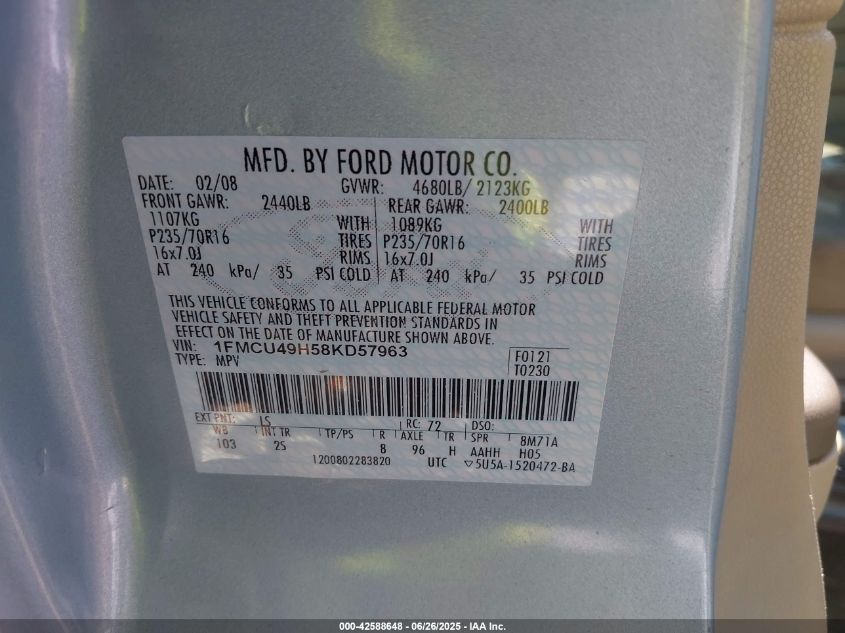 MFD. BY FORD MOTOR CO.
DATE: 02/08 GVWR: 4680LB/ 2123KG
FRONT GAWR: 2440LB REAR GAWR: 2400LB
1107KG WITH 1089KG WITH
P235/70R16 TIRES P235/70R16 TIRES
16x7.0J RIMS 16x7.0J RIMS
AT 240 kPa/ 35 PSI COLD AT 240 kPa/ 35 PSI COLD
THIS VEHICLE CONFORMS TO ALL APPLICABLE FEDERAL MOTOR
VEHICLE SAFETY AND THEFT PREVENTION STANDARDS IN
EFFECT ON THE DATE OF MANUFACTURE SHOWN ABOVE.
VIN: 1FMCU49H58KD57963 F0121
TYPE: MPV T0230
EXT PNT: IS RC: 72 DSO:
WB INT TR TP/PS R AXLE TR SPR 8M71A
103 2S B 96 H AAHH H05
1200802283820 UTC ▽5U5A-1520472-BA
000-42588648 - 06/26/2025 - IAA Inc.